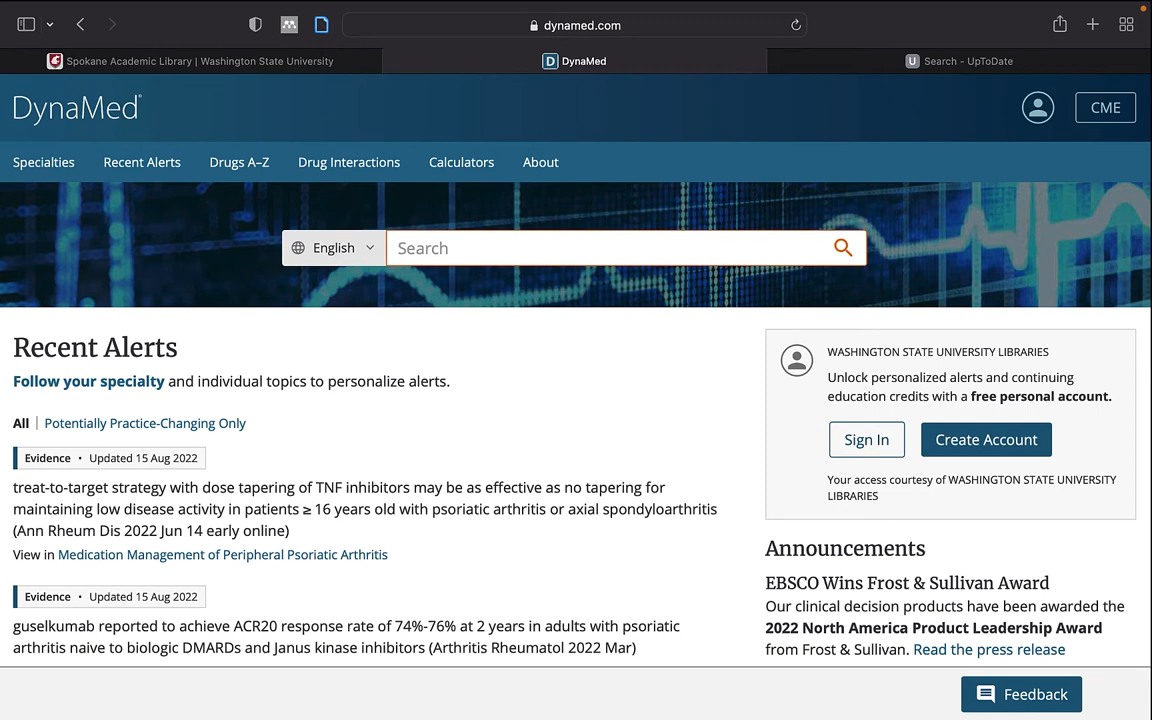 dynamed.com
Spokane Academic Library | Washington State University
D DynaMed
U Search - UpToDate
DynaMed
CME
Specialties Recent Alerts Drugs A–Z Drug Interactions Calculators About
English Search
Recent Alerts
Follow your specialty and individual topics to personalize alerts.
All | Potentially Practice-Changing Only
Evidence • Updated 15 Aug 2022
treat-to-target strategy with dose tapering of TNF inhibitors may be as effective as no tapering for
maintaining low disease activity in patients ≥ 16 years old with psoriatic arthritis or axial spondyloarthritis
(Ann Rheum Dis 2022 Jun 14 early online)
View in Medication Management of Peripheral Psoriatic Arthritis
Evidence • Updated 15 Aug 2022
guselkumab reported to achieve ACR20 response rate of 74%-76% at 2 years in adults with psoriatic
arthritis naive to biologic DMARDs and Janus kinase inhibitors (Arthritis Rheumatol 2022 Mar)
WASHINGTON STATE UNIVERSITY LIBRARIES
Unlock personalized alerts and continuing
education credits with a free personal account.
Sign In Create Account
Your access courtesy of WASHINGTON STATE UNIVERSITY
LIBRARIES
Announcements
EBSCO Wins Frost & Sullivan Award
Our clinical decision products have been awarded the
2022 North America Product Leadership Award
from Frost & Sullivan. Read the press release
Feedback